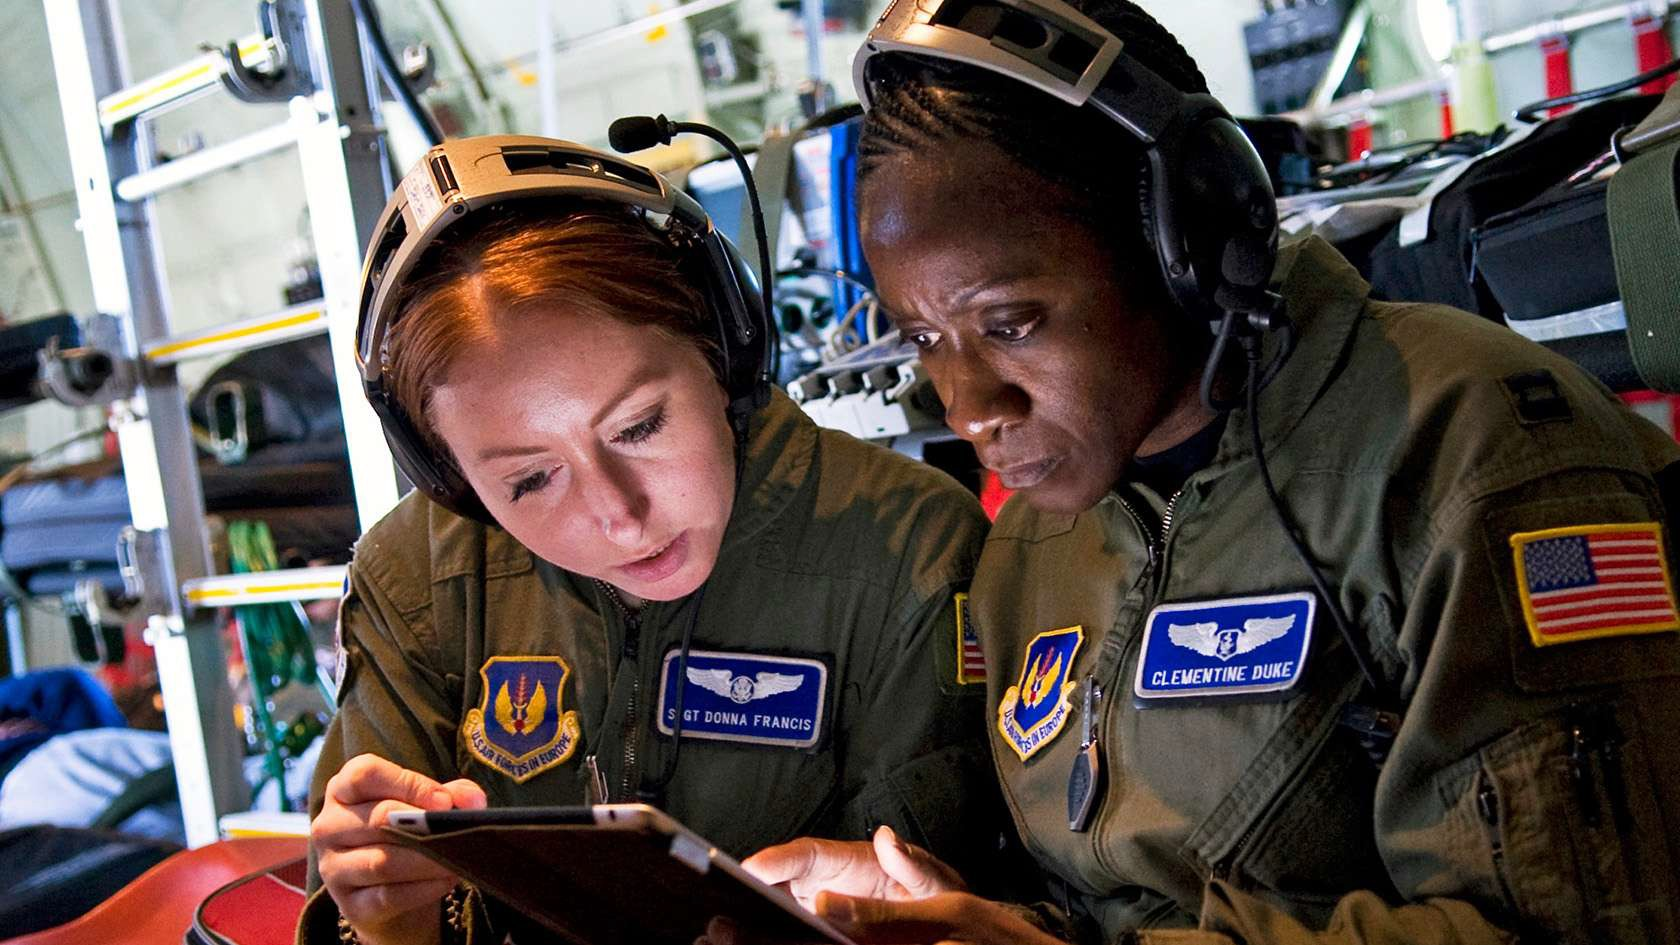 SSGT DONNA FRANCIS
U.S. AIR FORCES IN EUROPE
CLEMENTINE DUKE
U.S. AIR FORCES IN EUROPE